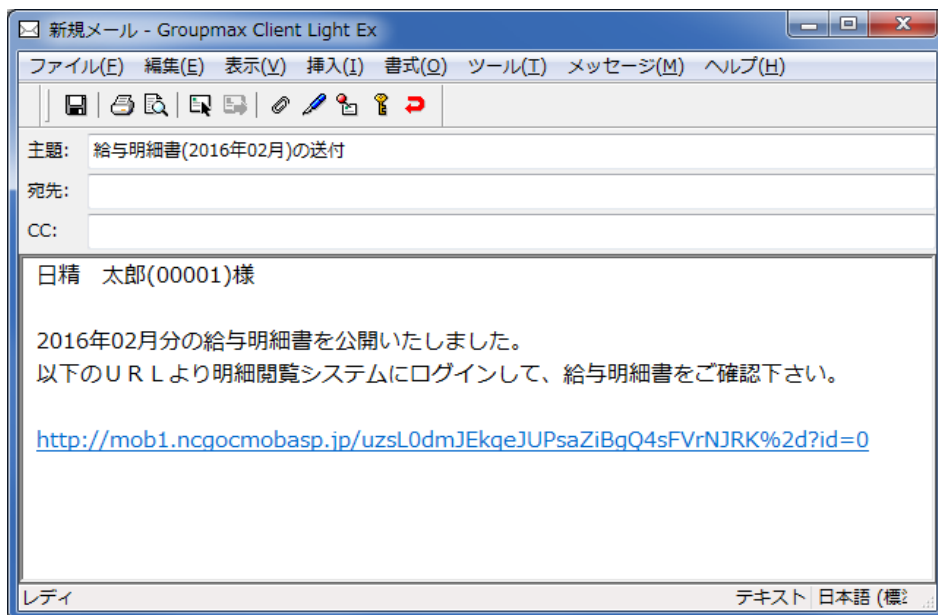 新規メール - Groupmax Client Light Ex
ファイル(F) 編集(E) 表示(V) 挿入(I) 書式(O) ツール(T) メッセージ(M) ヘルプ(H)
主題: 給与明細書(2016年02月)の送付
宛先:
CC:
日精　太郎(00001)様
2016年02月分の給与明細書を公開いたしました。
以下のＵＲＬより明細閲覧システムにログインして、給与明細書をご確認下さい。
http://mob1.ncgocmobasp.jp/uzsL0dmJEkqeJUPsaZiBgQ4sFVrNJRK%2d?id=0
レディ
テキスト 日本語 (標